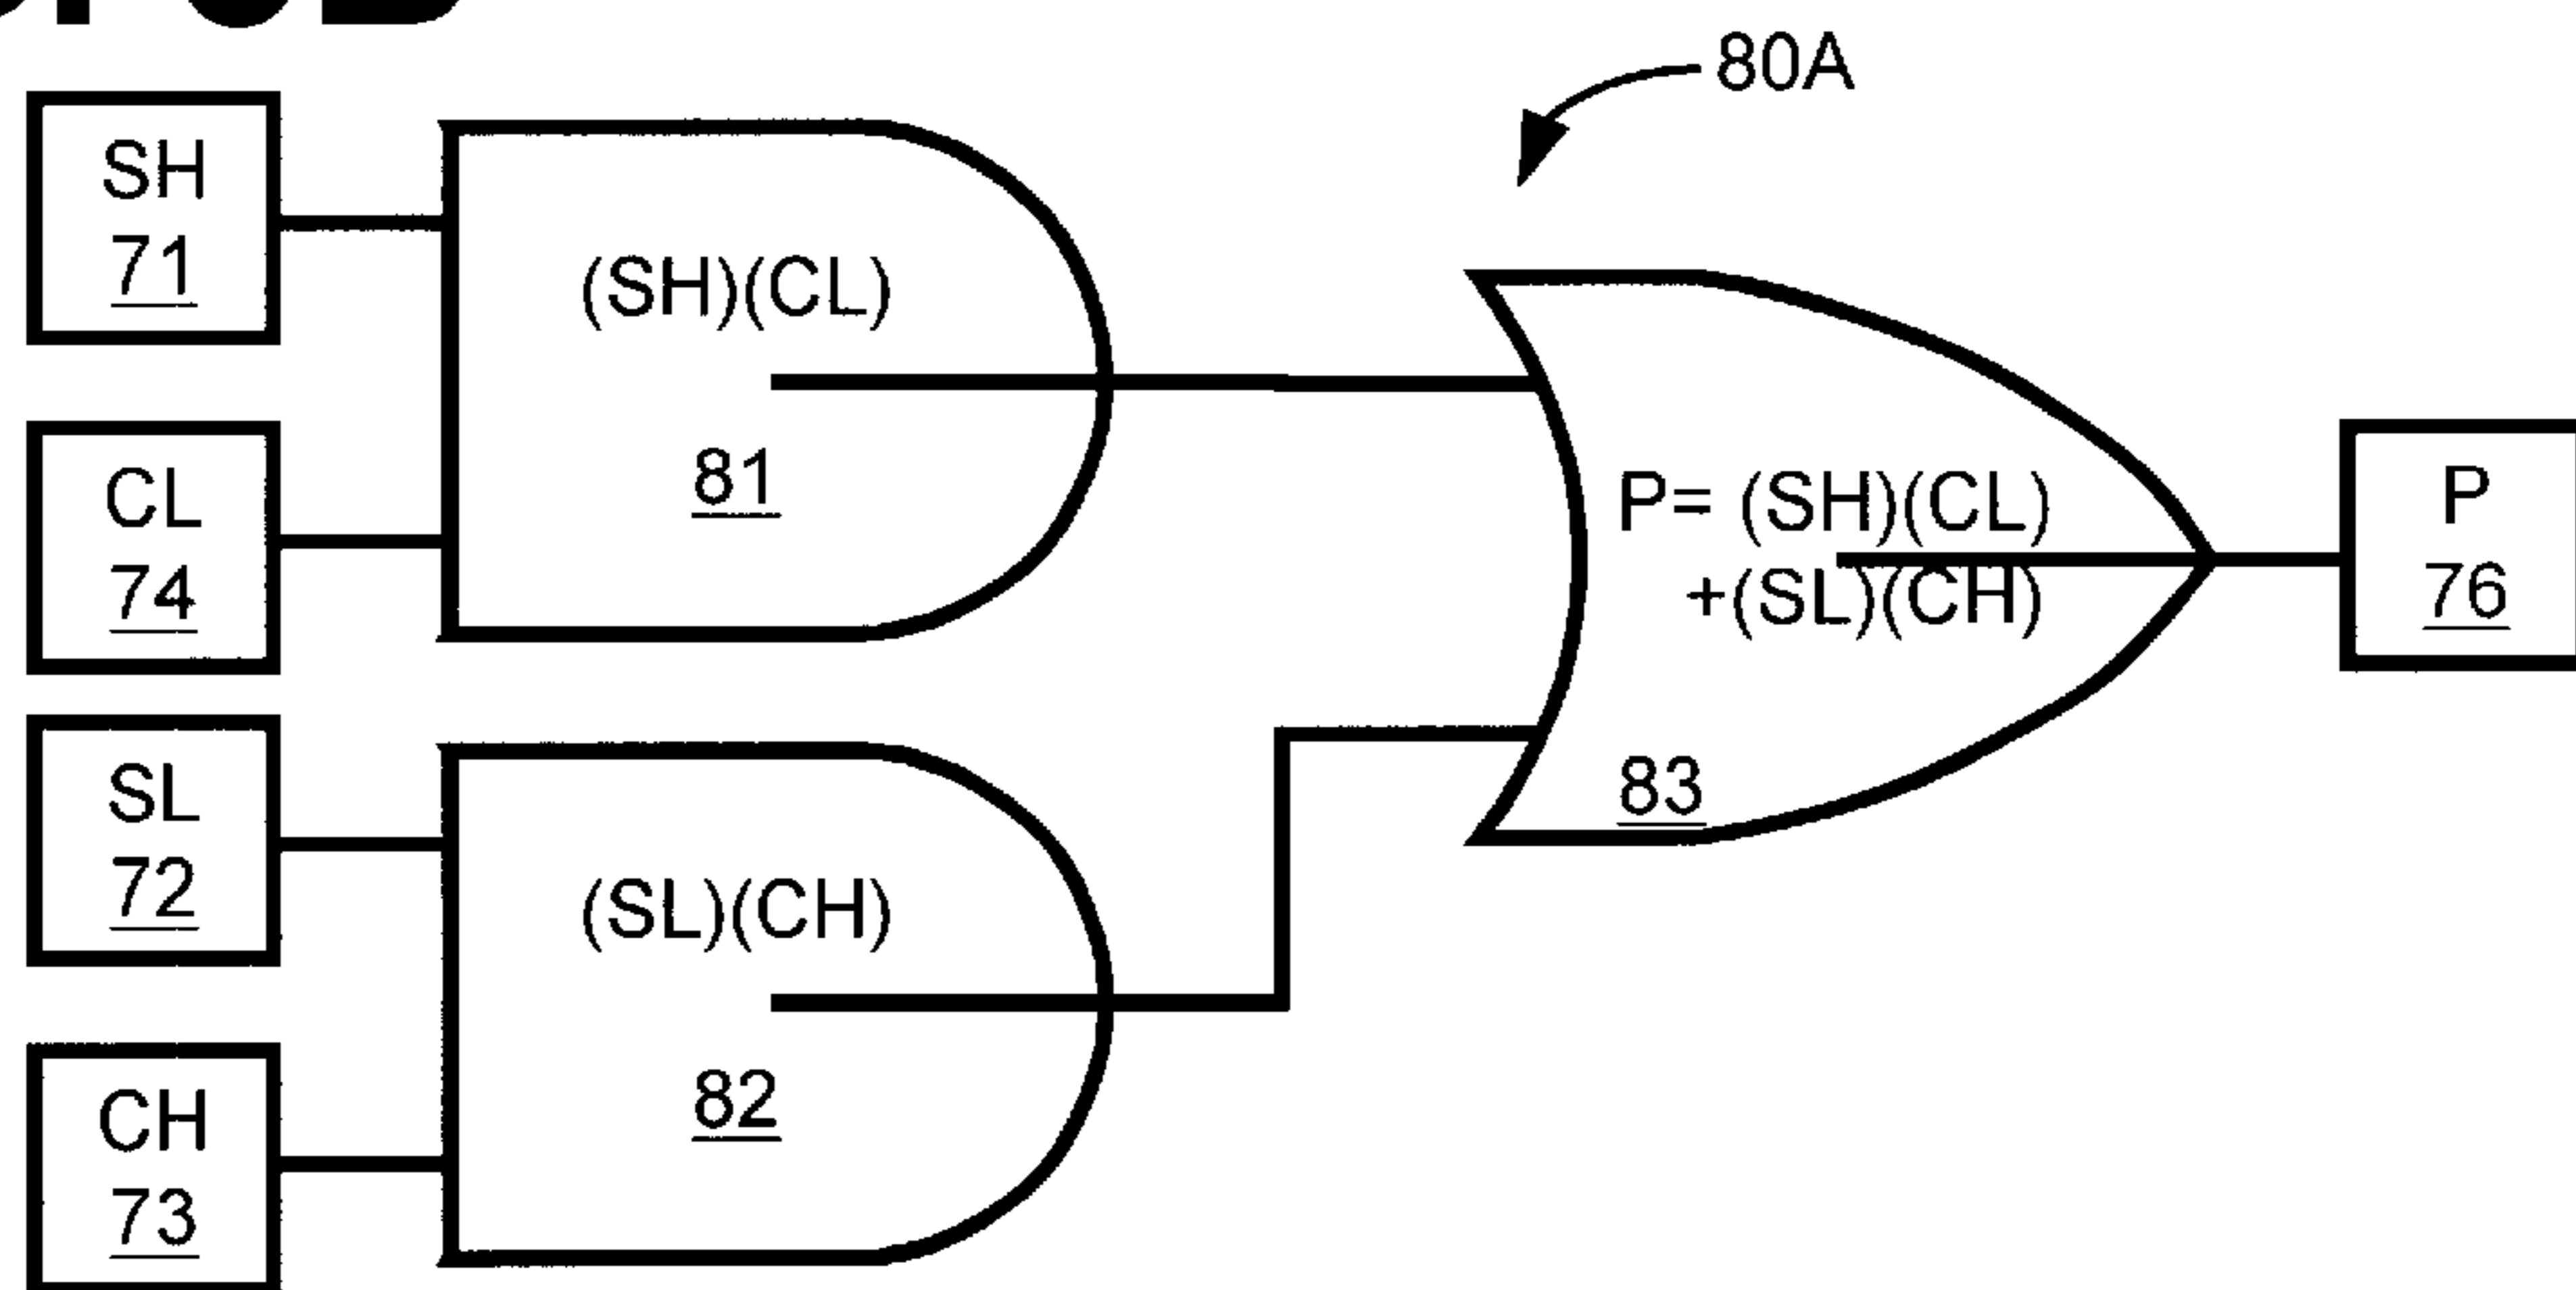 80A
SH
71
CL
74
(SH)(CL)
81
P= (SH)(CL)
+(SL)(CH)
83
P
76
SL
72
CH
73
(SL)(CH)
82